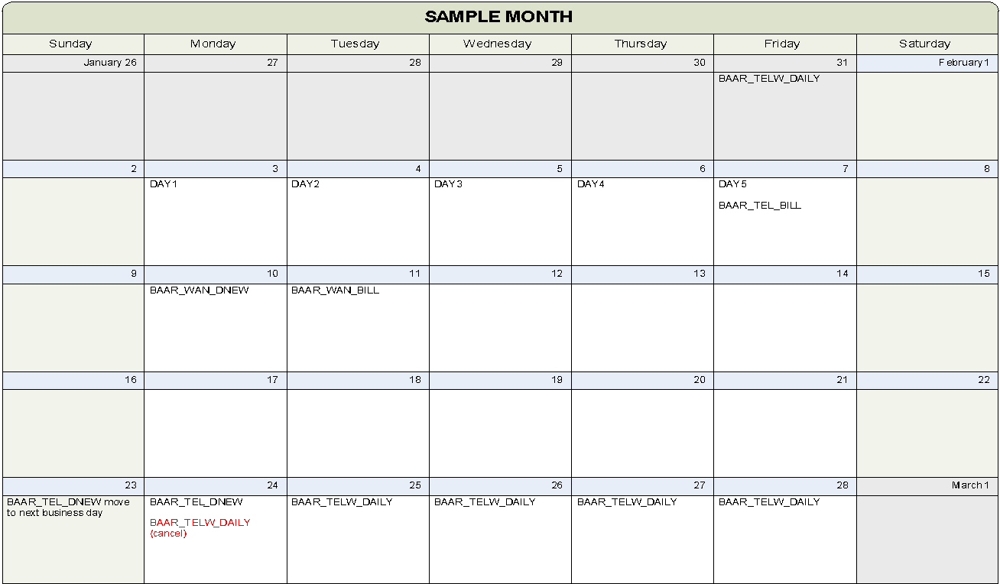 SAMPLE MONTH
Sunday Monday Tuesday Wednesday Thursday Friday Saturday
January 26 27 28 29 30 31 February 1
BAAR_TELW_DAILY
2 3 4 5 6 7 8
DAY1 DAY2 DAY3 DAY4 DAY5
BAAR_TEL_BILL
9 10 11 12 13 14 15
BAAR_WAN_DNEW BAAR_WAN_BILL
16 17 18 19 20 21 22
23 24 25 26 27 28 March 1
BAAR_TEL_DNEW move BAAR_TEL_DNEW BAAR_TELW_DAILY BAAR_TELW_DAILY BAAR_TELW_DAILY BAAR_TELW_DAILY
to next business day
BAAR_TELW_DAILY
(cancel)